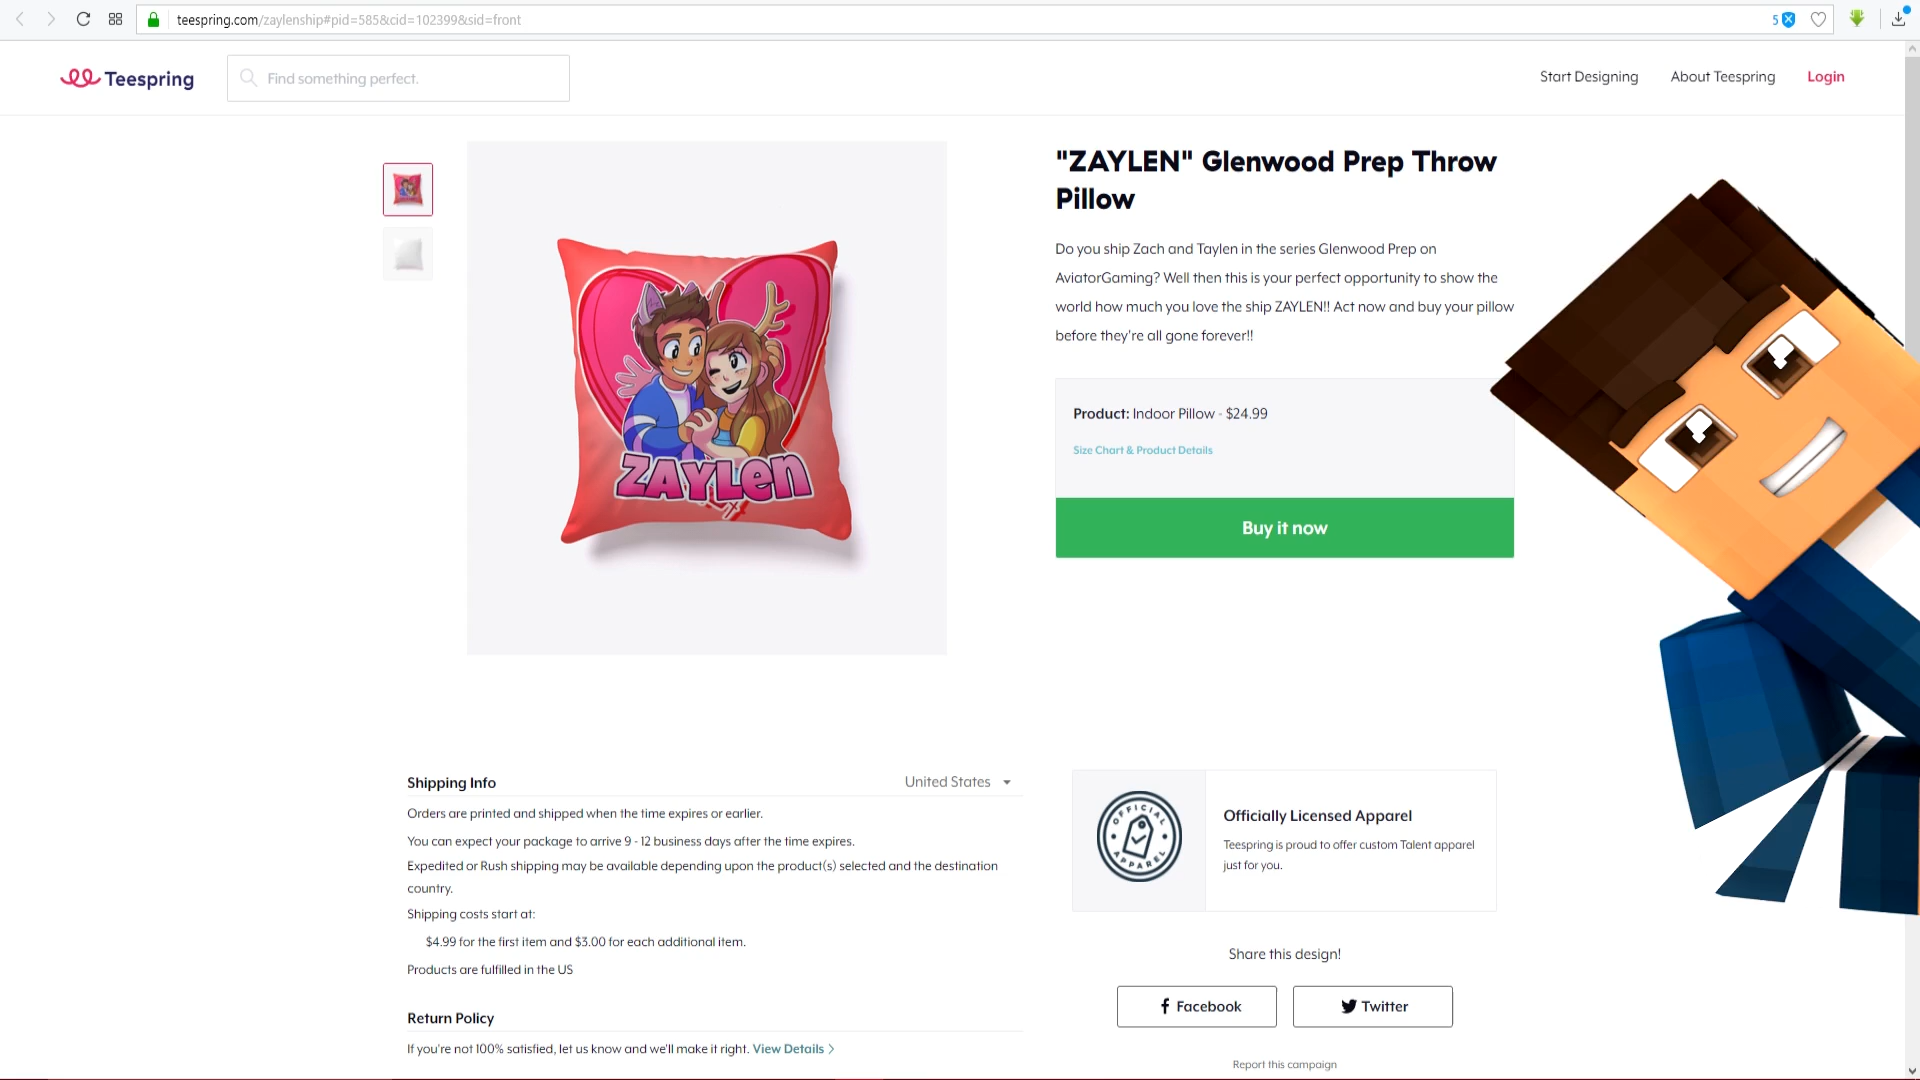 teespring.com/zaylenship#pid=585&cid=102399&sid=front
5
Teespring
Find something perfect.
Start Designing
About Teespring
Login
ZAYLen
"ZAYLEN" Glenwood Prep Throw
Pillow
Do you ship Zach and Taylen in the series Glenwood Prep on
AviatorGaming? Well then this is your perfect opportunity to show the
world how much you love the ship ZAYLEN!! Act now and buy your pillow
before they're all gone forever!!
Product: Indoor Pillow - $24.99
Size Chart & Product Details
Buy it now
Shipping Info
United States
Orders are printed and shipped when the time expires or earlier.
You can expect your package to arrive 9 - 12 business days after the time expires.
Expedited or Rush shipping may be available depending upon the product(s) selected and the destination
country.
Shipping costs start at:
$4.99 for the first item and $3.00 for each additional item.
Products are fulfilled in the US
Return Policy
If you're not 100% satisfied, let us know and we'll make it right. View Details >
OFFICIAL
APPAREL
Officially Licensed Apparel
Teespring is proud to offer custom Talent apparel
just for you.
Share this design!
Facebook
Twitter
Report this campaign